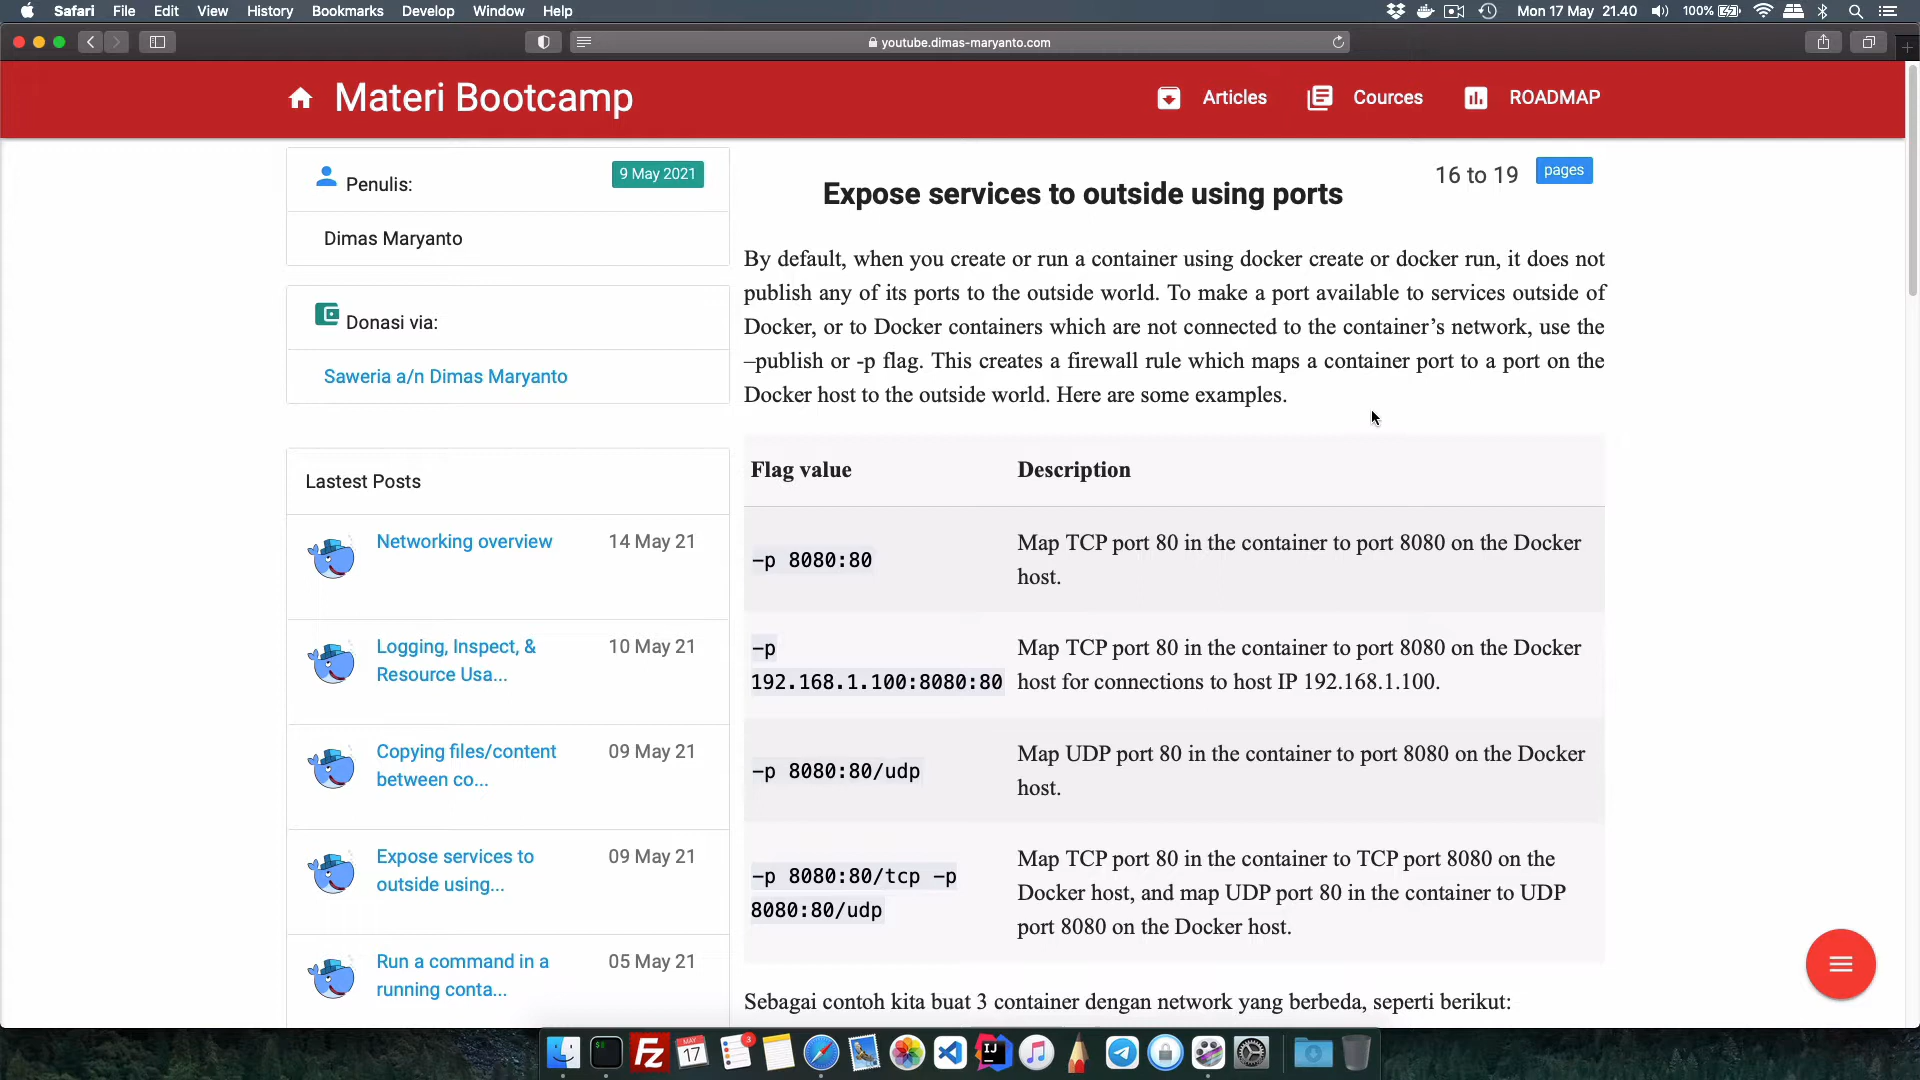 Safari File Edit View History Bookmarks Develop Window Help
Mon 17 May 21.40 100%
youtube.dimas-maryanto.com
Materi Bootcamp
Articles
Cources
ROADMAP
Penulis:
9 May 2021
Dimas Maryanto
Donasi via:
Saweria a/n Dimas Maryanto
Lastest Posts
Networking overview 14 May 21
Logging, Inspect, & 10 May 21
Resource Usa...
Copying files/content 09 May 21
between co...
Expose services to 09 May 21
outside using...
Run a command in a 05 May 21
running conta...
Expose services to outside using ports
16 to 19 pages
By default, when you create or run a container using docker create or docker run, it does not
publish any of its ports to the outside world. To make a port available to services outside of
Docker, or to Docker containers which are not connected to the container’s network, use the
–publish or -p flag. This creates a firewall rule which maps a container port to a port on the
Docker host to the outside world. Here are some examples.
Flag value Description
-p 8080:80
Map TCP port 80 in the container to port 8080 on the Docker
host.
-p
192.168.1.100:8080:80
Map TCP port 80 in the container to port 8080 on the Docker
host for connections to host IP 192.168.1.100.
-p 8080:80/udp
Map UDP port 80 in the container to port 8080 on the Docker
host.
-p 8080:80/tcp -p
8080:80/udp
Map TCP port 80 in the container to TCP port 8080 on the
Docker host, and map UDP port 80 in the container to UDP
port 8080 on the Docker host.
Sebagai contoh kita buat 3 container dengan network yang berbeda, seperti berikut:
$
FZ
MAY
17
3
IJ